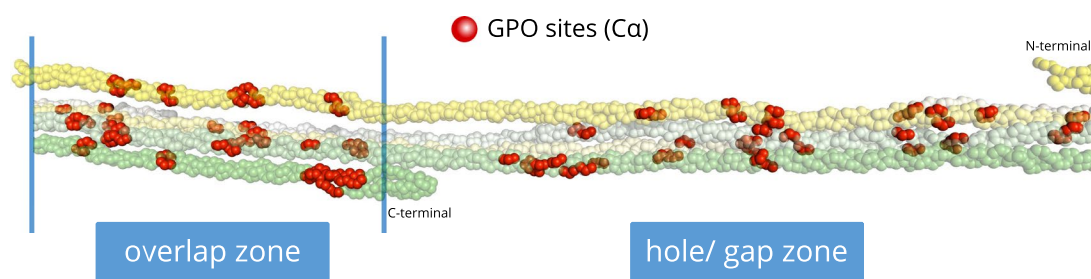 GPO sites (Cα)
N-terminal
C-terminal
overlap zone
hole/ gap zone